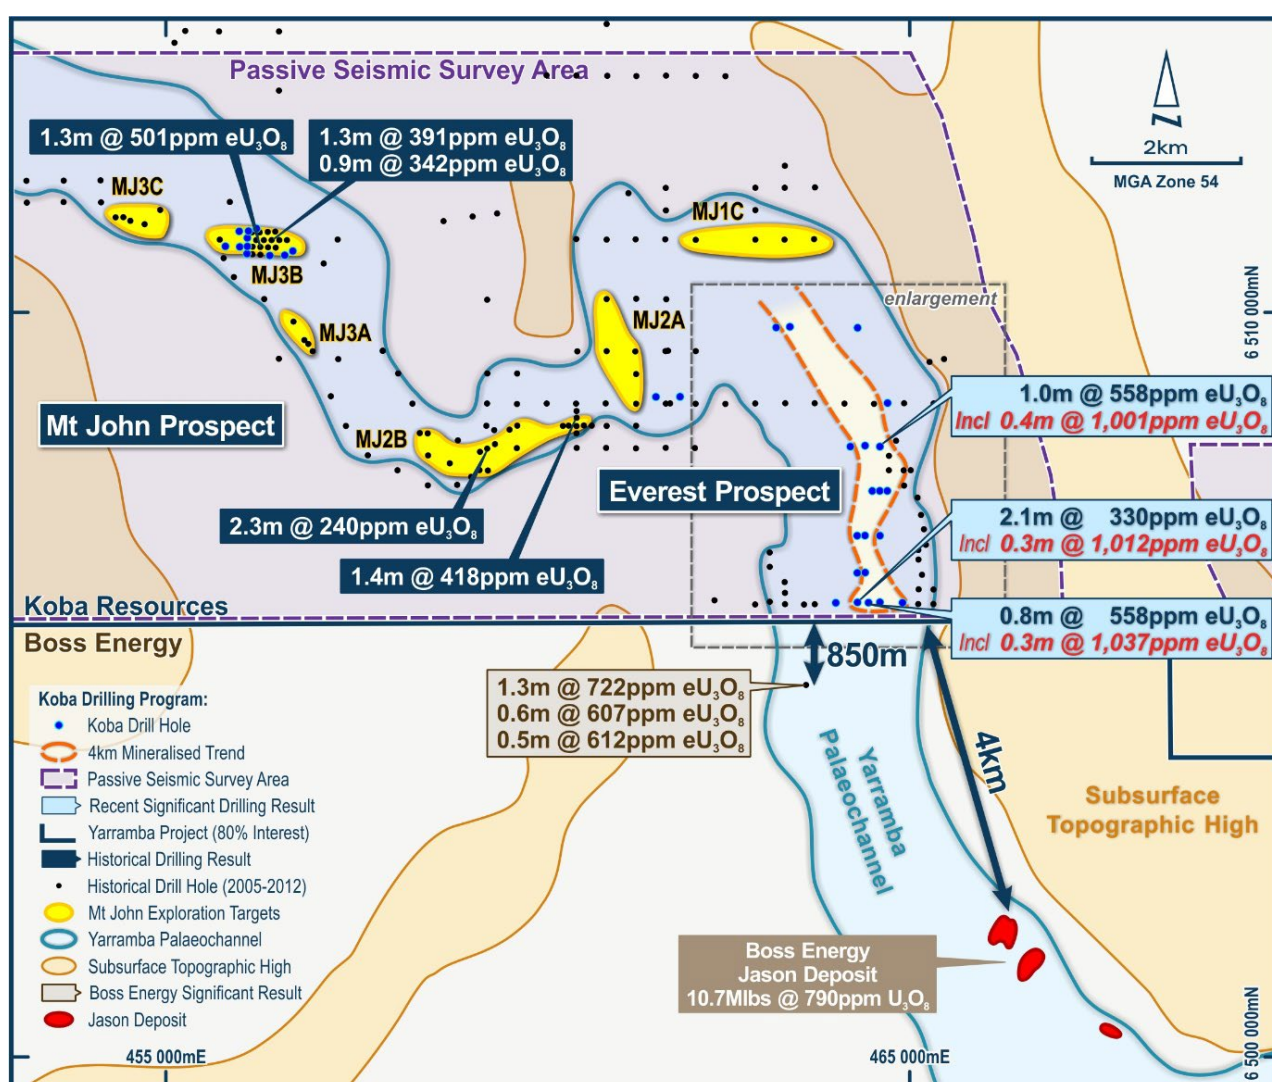 Passive Seismic Survey Area
1.3m @ 501ppm eU₃O₈
1.3m @ 391ppm eU₃O₈
0.9m @ 342ppm eU₃O₈
N
2km
MGA Zone 54
MJ3C
MJ3B
MJ3A
MJ1C
MJ2A
MJ2B
enlargement
6 510 000mN
Mt John Prospect
Everest Prospect
1.0m @ 558ppm eU₃O₈
Incl 0.4m @ 1,001ppm eU₃O₈
2.3m @ 240ppm eU₃O₈
1.4m @ 418ppm eU₃O₈
2.1m @ 330ppm eU₃O₈
Incl 0.3m @ 1,012ppm eU₃O₈
0.8m @ 558ppm eU₃O₈
Incl 0.3m @ 1,037ppm eU₃O₈
Koba Resources
Boss Energy
850m
1.3m @ 722ppm eU₃O₈
0.6m @ 607ppm eU₃O₈
0.5m @ 612ppm eU₃O₈
4km
Yarramba
Palaeochannel
Subsurface
Topographic High
Boss Energy
Jason Deposit
10.7Mlbs @ 790ppm U₃O₈
Koba Drilling Program:
Koba Drill Hole
4km Mineralised Trend
Passive Seismic Survey Area
Recent Significant Drilling Result
Yarramba Project (80% Interest)
Historical Drilling Result
Historical Drill Hole (2005-2012)
Mt John Exploration Targets
Yarramba Palaeochannel
Subsurface Topographic High
Boss Energy Significant Result
Jason Deposit
455 000mE
465 000mE
6 500 000mN